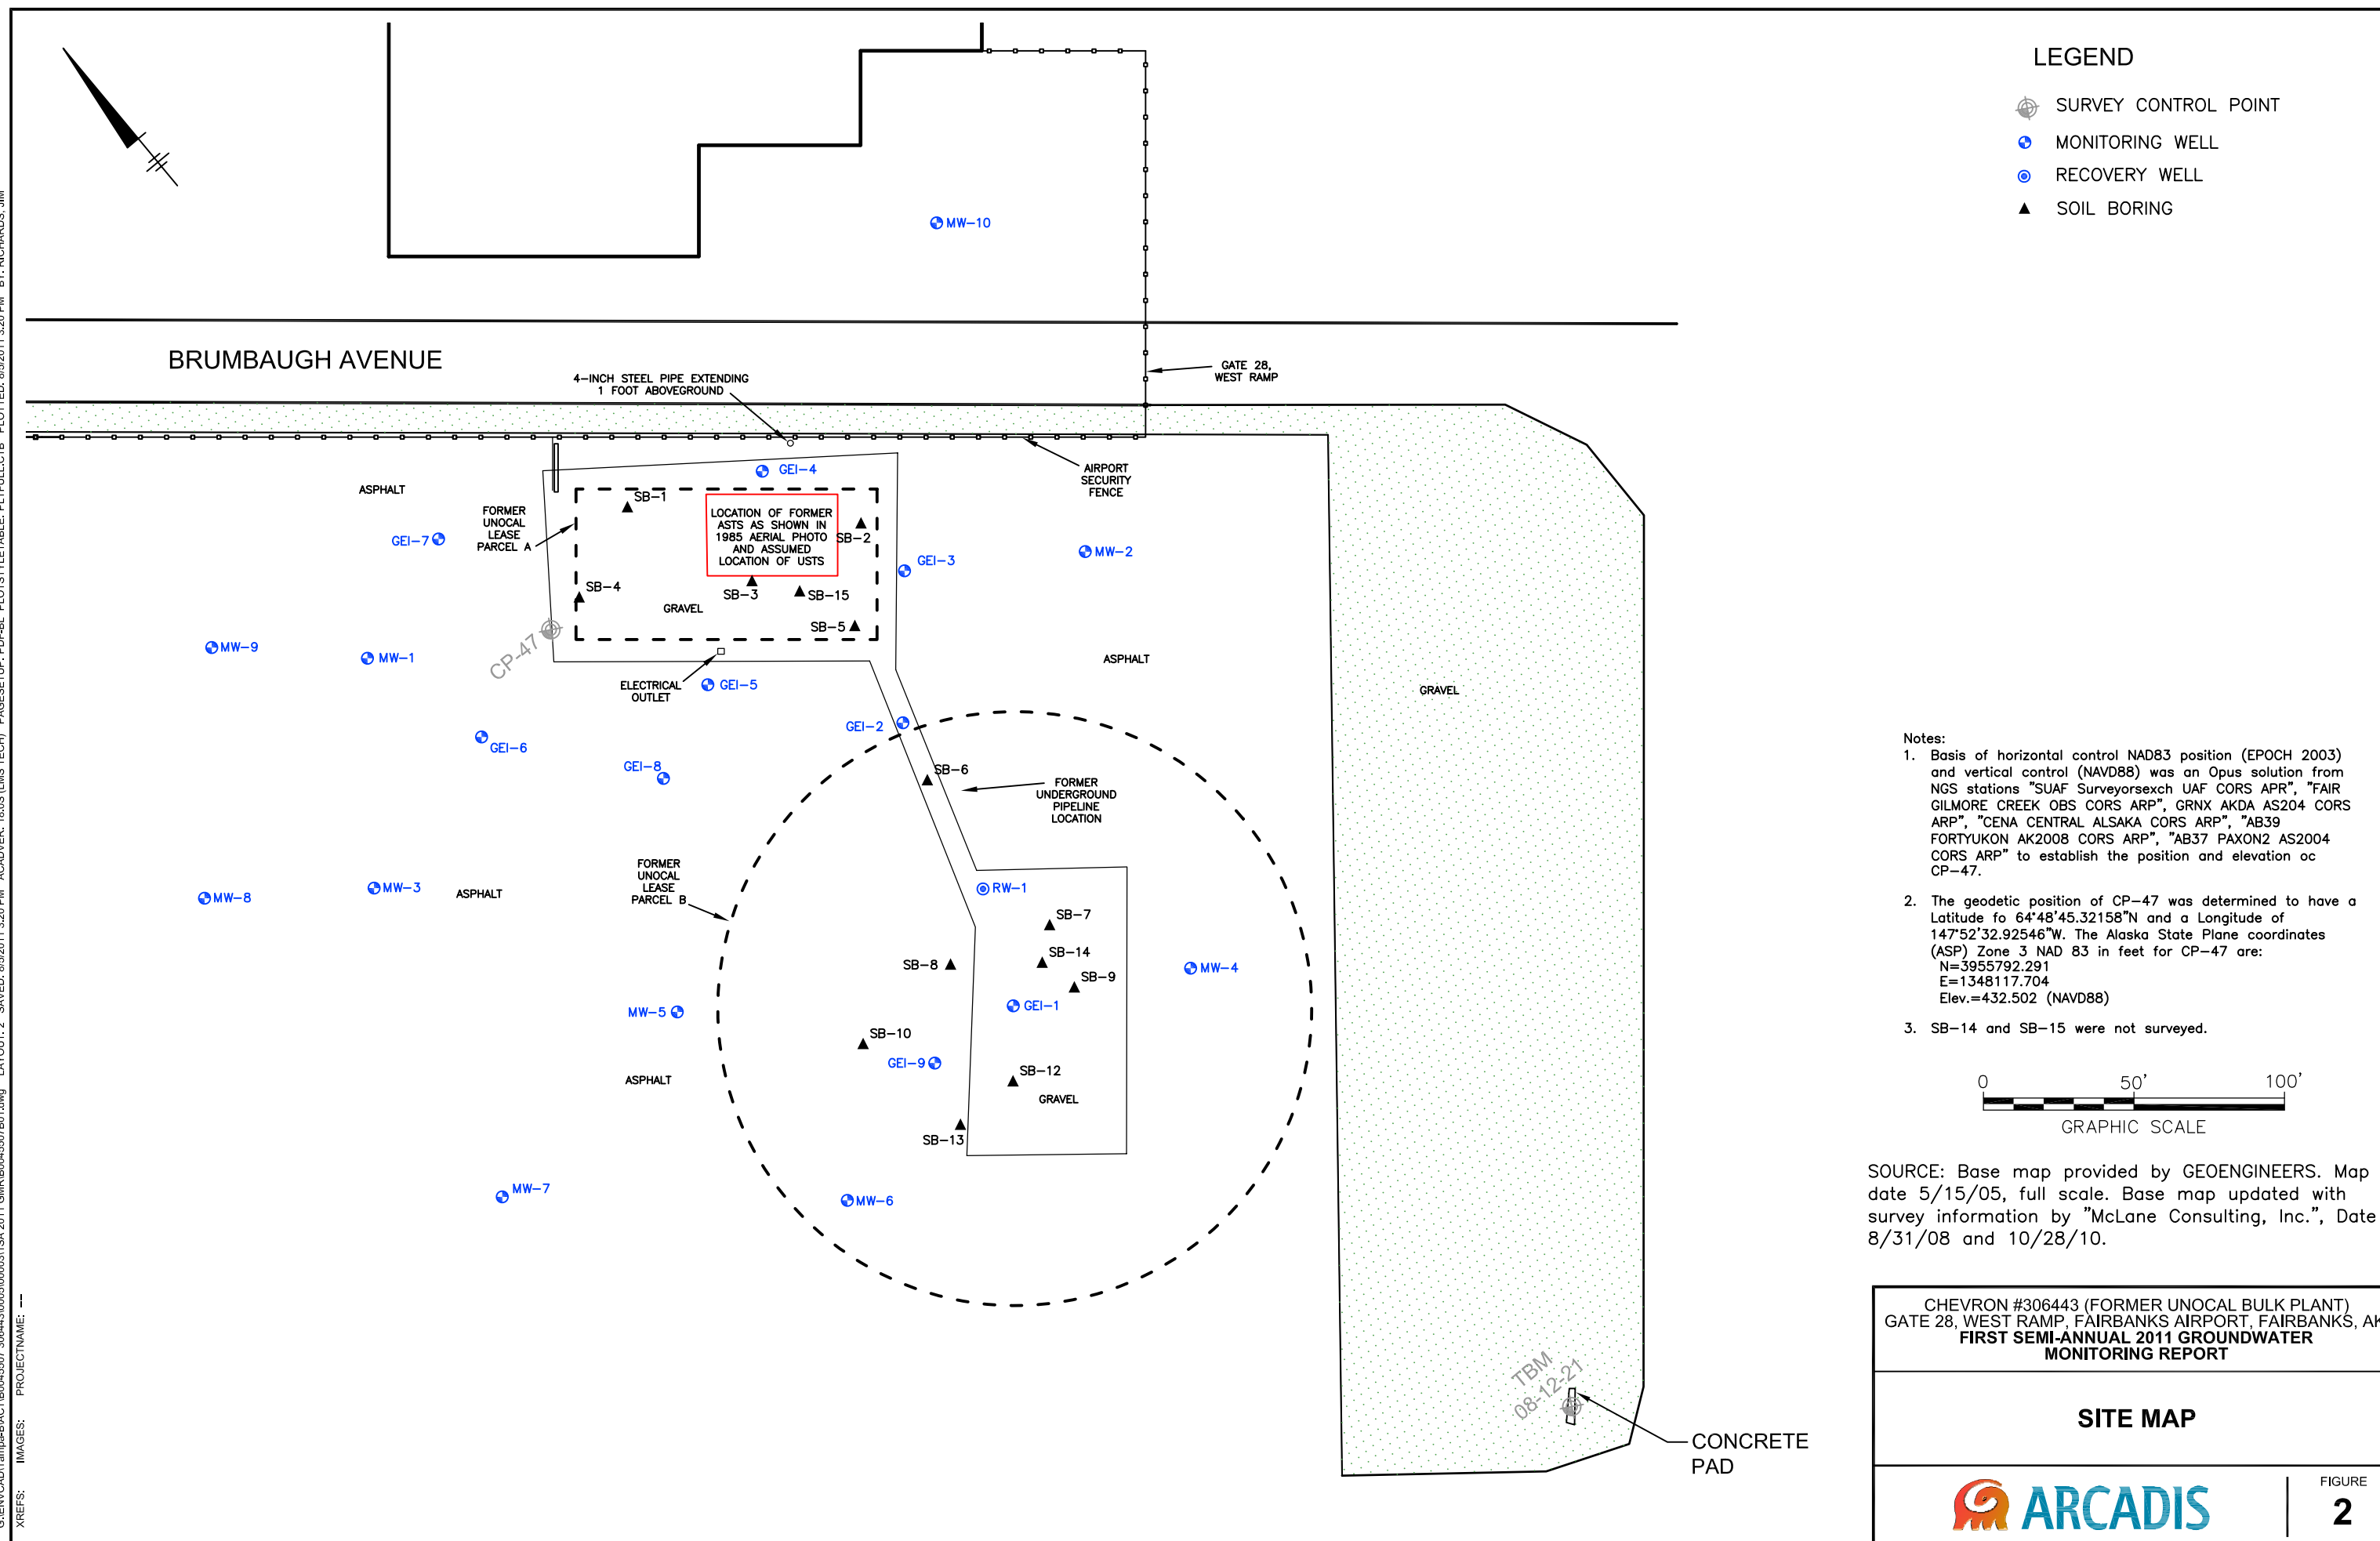 LEGEND
SURVEY CONTROL POINT
MONITORING WELL
RECOVERY WELL
SOIL BORING
MW-10
BRUMBAUGH AVENUE
4-INCH STEEL PIPE EXTENDING
1 FOOT ABOVEGROUND
GATE 28,
WEST RAMP
AIRPORT
SECURITY
FENCE
ASPHALT
GEI-4
FORMER
UNOCAL
LEASE
PARCEL A
SB-1
LOCATION OF FORMER
ASTS AS SHOWN IN
1985 AERIAL PHOTO
AND ASSUMED
LOCATION OF USTS
SB-2
GEI-7
GEI-3
MW-2
SB-4
SB-3
SB-15
GRAVEL
SB-5
CP-47
MW-9
MW-1
ASPHALT
ELECTRICAL
OUTLET
GEI-5
GRAVEL
GEI-2
GEI-6
GEI-8
SB-6
FORMER
UNDERGROUND
PIPELINE
LOCATION
FORMER
UNOCAL
LEASE
PARCEL B
MW-8
MW-3
ASPHALT
RW-1
SB-7
SB-14
SB-8
SB-9
MW-4
MW-5
GEI-1
SB-10
GEI-9
SB-12
ASPHALT
GRAVEL
SB-13
MW-7
MW-6
TBM
08-12-21
CONCRETE
PAD
Notes:
1. Basis of horizontal control NAD83 position (EPOCH 2003)
and vertical control (NAVD88) was an Opus solution from
NGS stations "SUAF Surveyorsexch UAF CORS APR", "FAIR
GILMORE CREEK OBS CORS ARP", GRNX AKDA AS204 CORS
ARP", "CENA CENTRAL ALSAKA CORS ARP", "AB39
FORTYUKON AK2008 CORS ARP", "AB37 PAXON2 AS2004
CORS ARP" to establish the position and elevation oc
CP-47.
2. The geodetic position of CP-47 was determined to have a
Latitude fo 64°48'45.32158"N and a Longitude of
147°52'32.92546"W. The Alaska State Plane coordinates
(ASP) Zone 3 NAD 83 in feet for CP-47 are:
N=3955792.291
E=1348117.704
Elev.=432.502 (NAVD88)
3. SB-14 and SB-15 were not surveyed.
0 50' 100'
GRAPHIC SCALE
SOURCE: Base map provided by GEOENGINEERS. Map
date 5/15/05, full scale. Base map updated with
survey information by "McLane Consulting, Inc.", Date
8/31/08 and 10/28/10.
CHEVRON #306443 (FORMER UNOCAL BULK PLANT)
GATE 28, WEST RAMP, FAIRBANKS AIRPORT, FAIRBANKS, AK
FIRST SEMI-ANNUAL 2011 GROUNDWATER
MONITORING REPORT
SITE MAP
ARCADIS
FIGURE
2
XREFS: IMAGES: PROJECTNAME: --